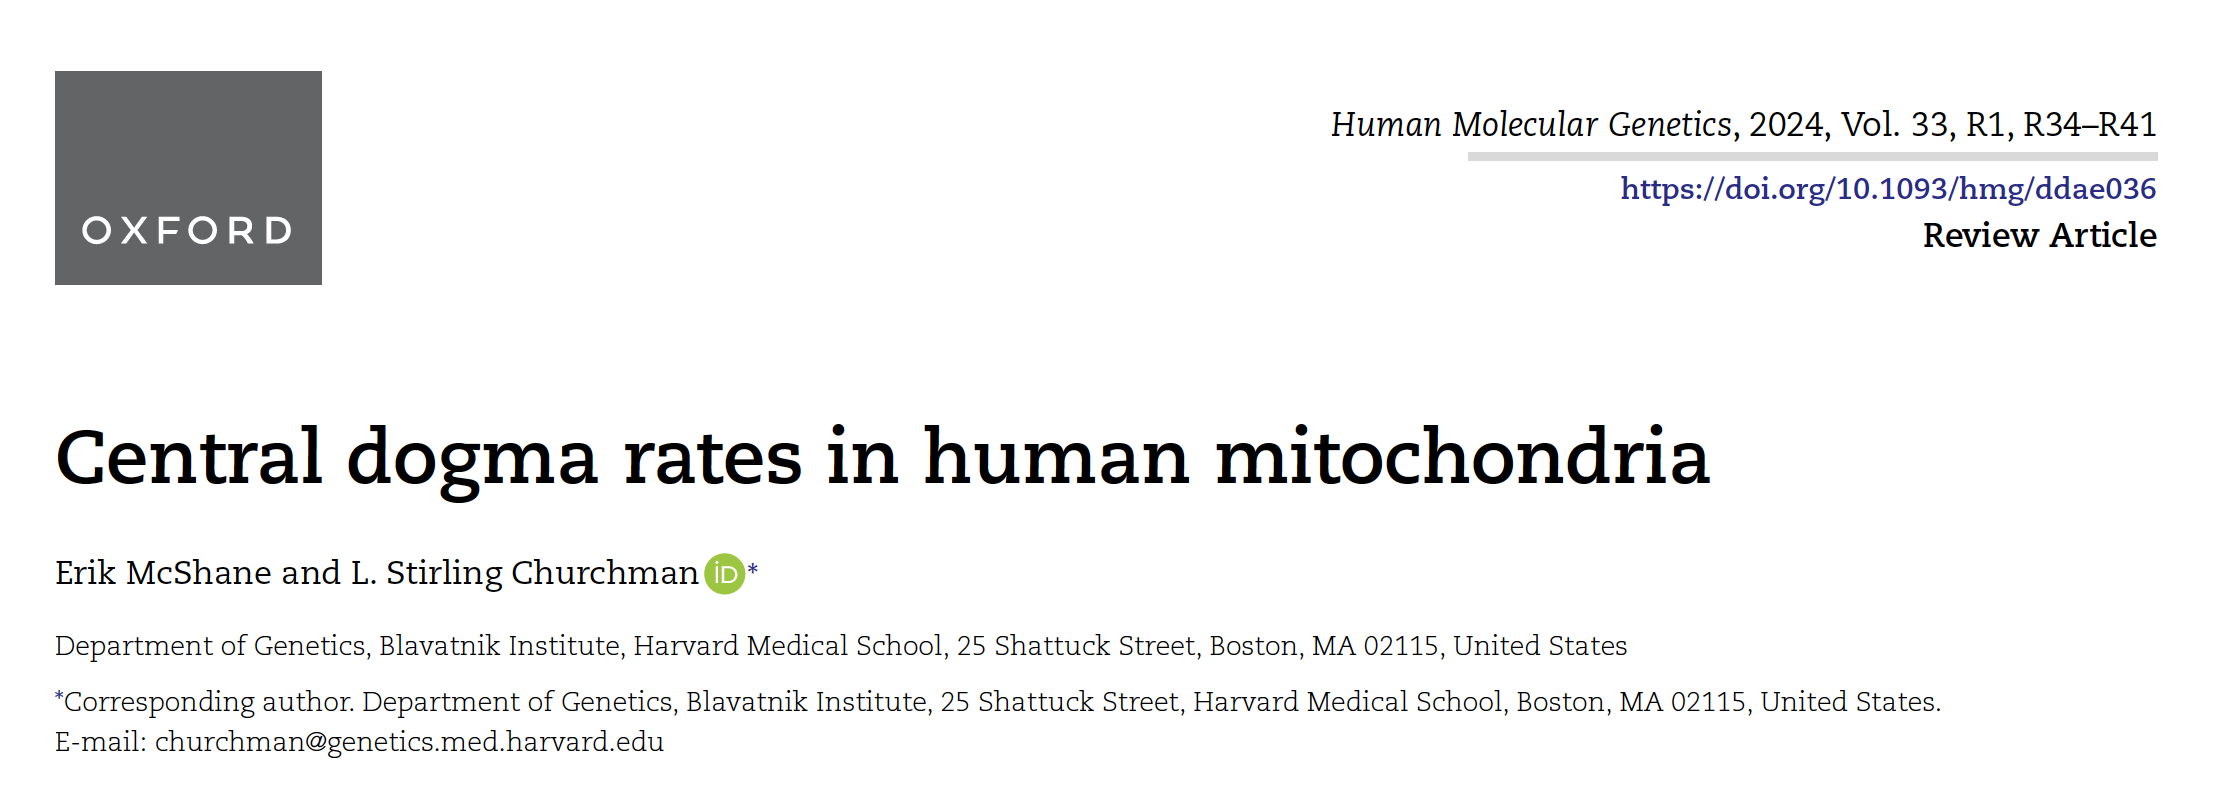 OXFORD
Human Molecular Genetics, 2024, Vol. 33, R1, R34–R41
https://doi.org/10.1093/hmg/ddae036
Review Article
Central dogma rates in human mitochondria
Erik McShane and L. Stirling Churchman iD*
Department of Genetics, Blavatnik Institute, Harvard Medical School, 25 Shattuck Street, Boston, MA 02115, United States
*Corresponding author. Department of Genetics, Blavatnik Institute, 25 Shattuck Street, Harvard Medical School, Boston, MA 02115, United States.
E-mail: churchman@genetics.med.harvard.edu